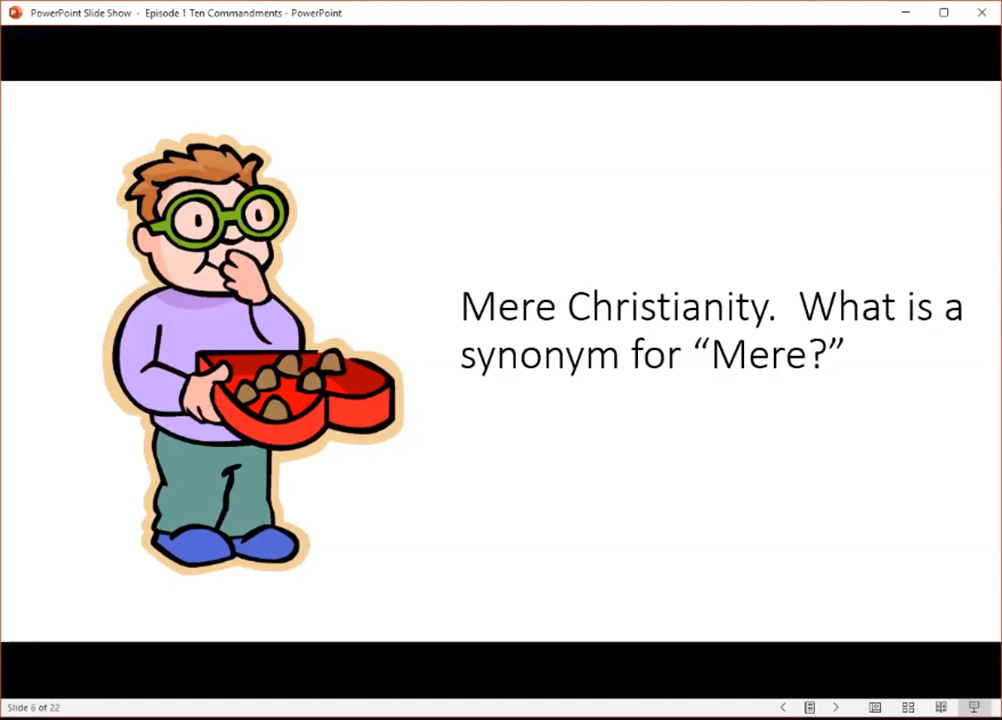 PowerPoint Slide Show - Episode 1 Ten Commandments - PowerPoint
Mere Christianity. What is a
synonym for “Mere?”
Slide 6 of 22